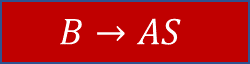 B → AS